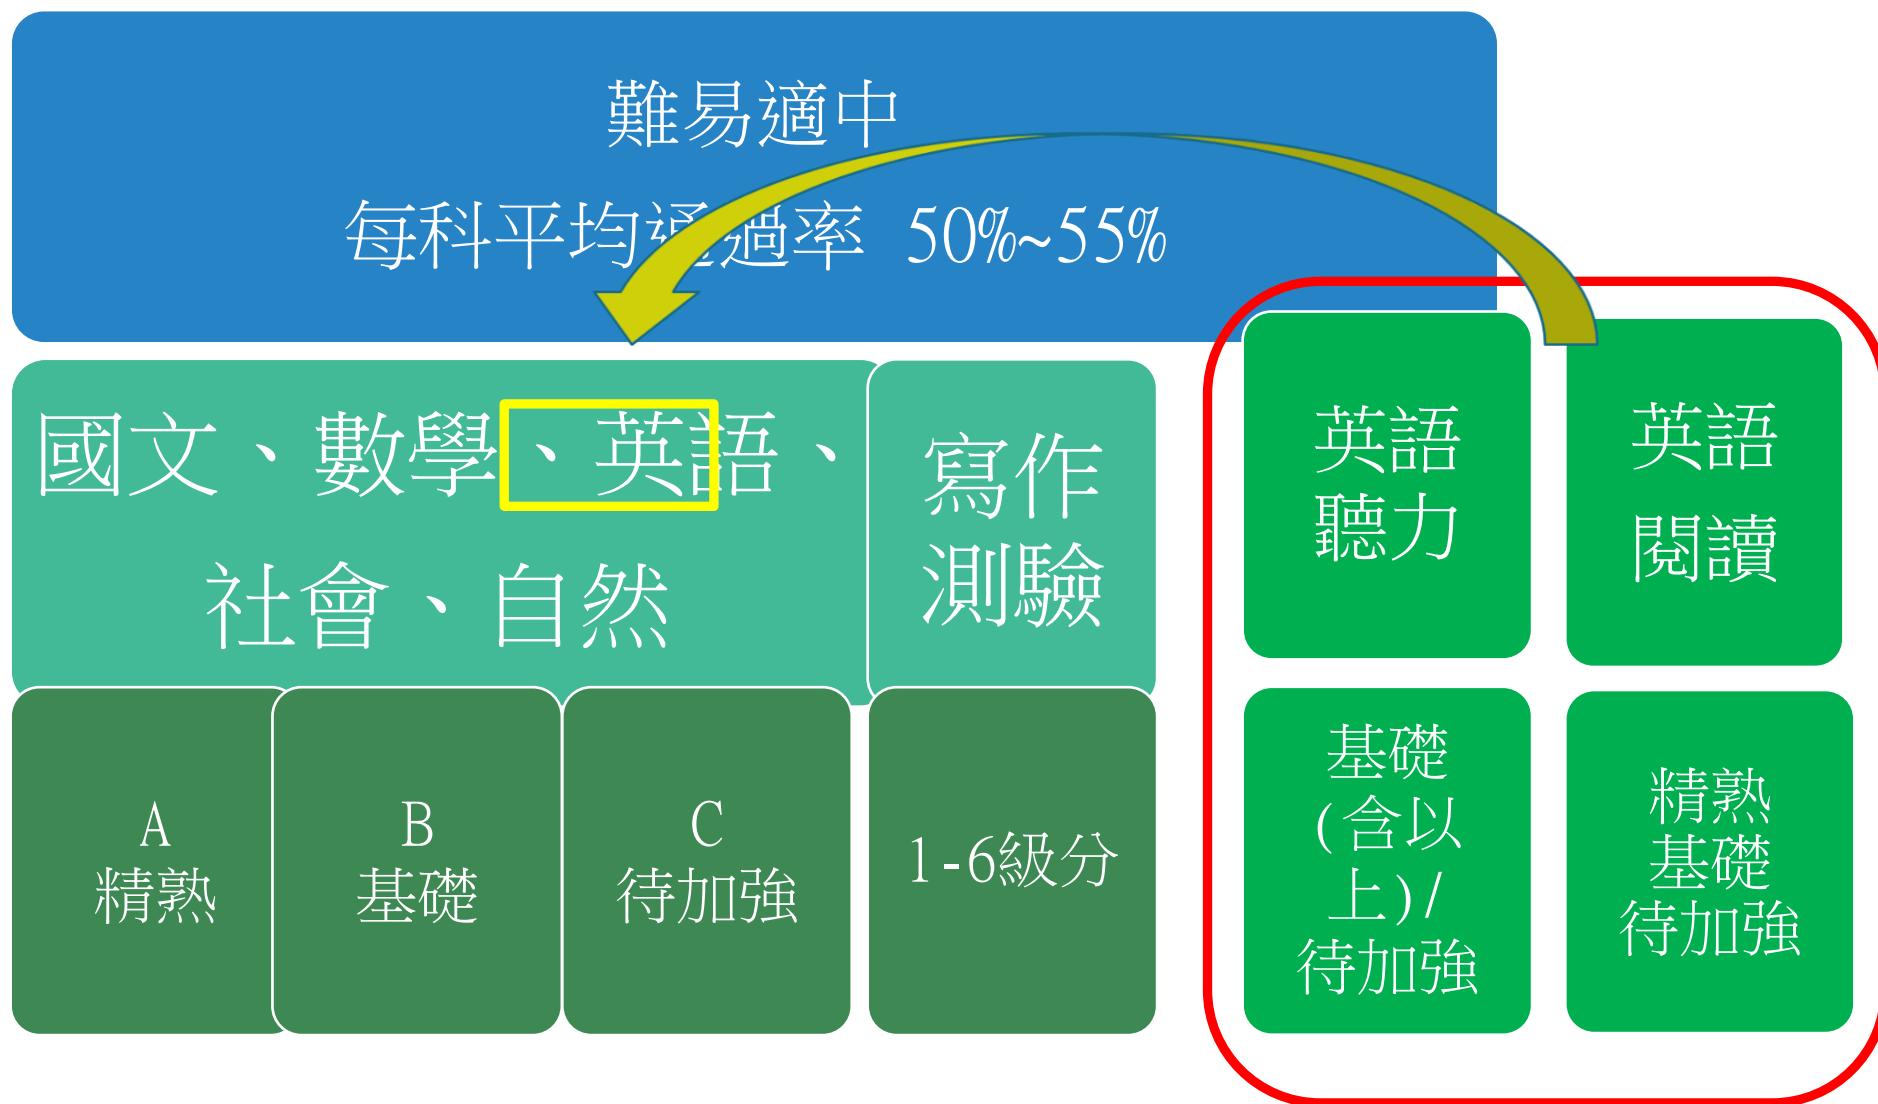 難易適中
每科平均通過率 50%~55%
國文、數學、英語、
社會、自然
寫作
測驗
英語
聽力
英語
閱讀
A
精熟
B
基礎
C
待加強
1-6級分
基礎
(含以
上)/
待加強
精熟
基礎
待加強